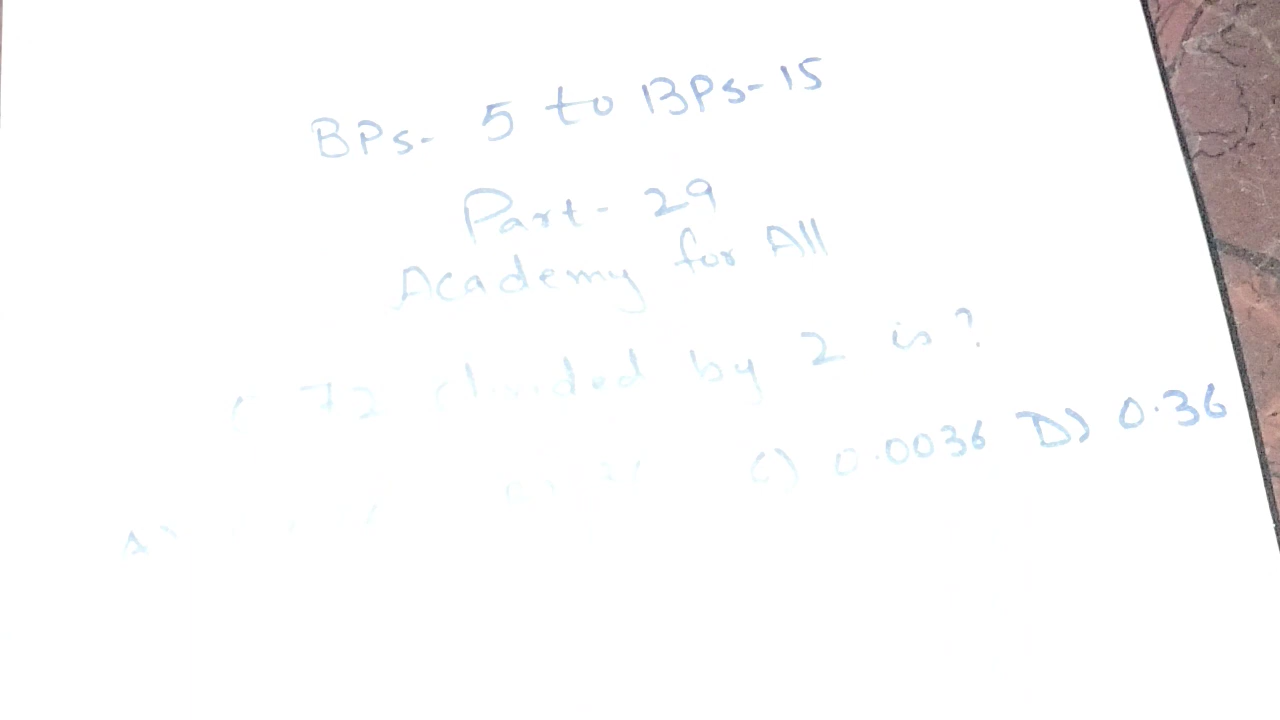 BPS- 5 to BPS-15
Part- 29
Academy for All
72 divided by 2 is?
A) C) 0.0036 D) 0.36